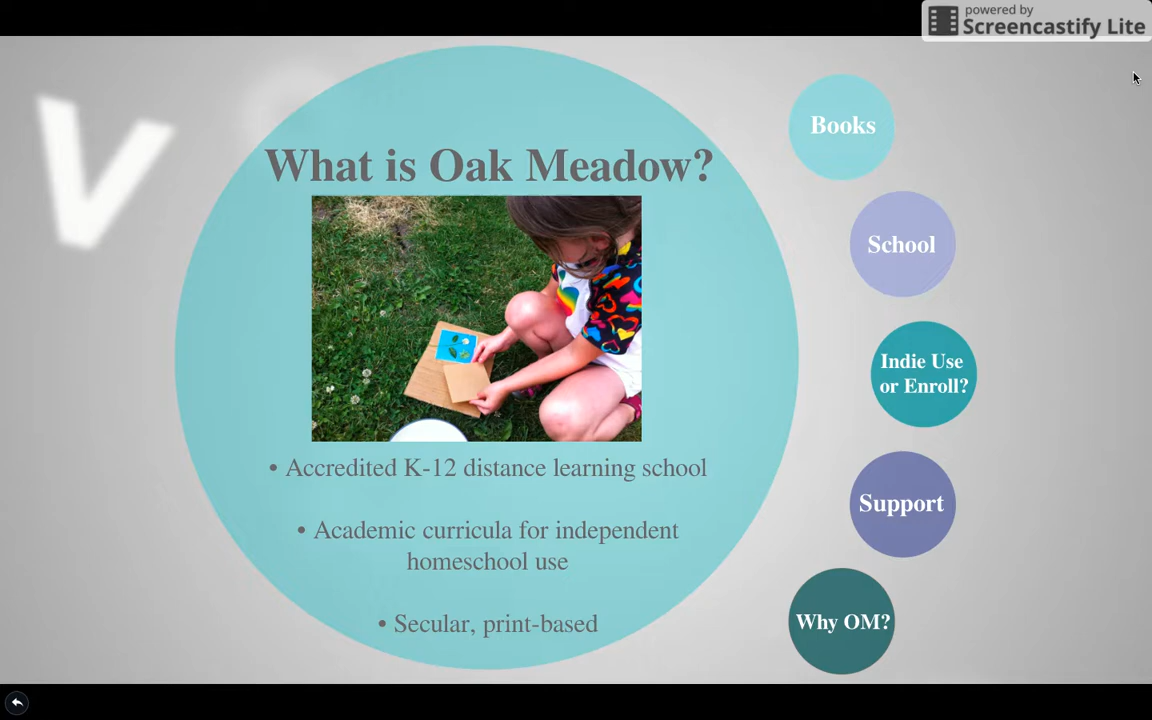 powered by
Screencastify Lite
V
What is Oak Meadow?
• Accredited K-12 distance learning school
• Academic curricula for independent
homeschool use
• Secular, print-based
Books
School
Indie Use
or Enroll?
Support
Why OM?